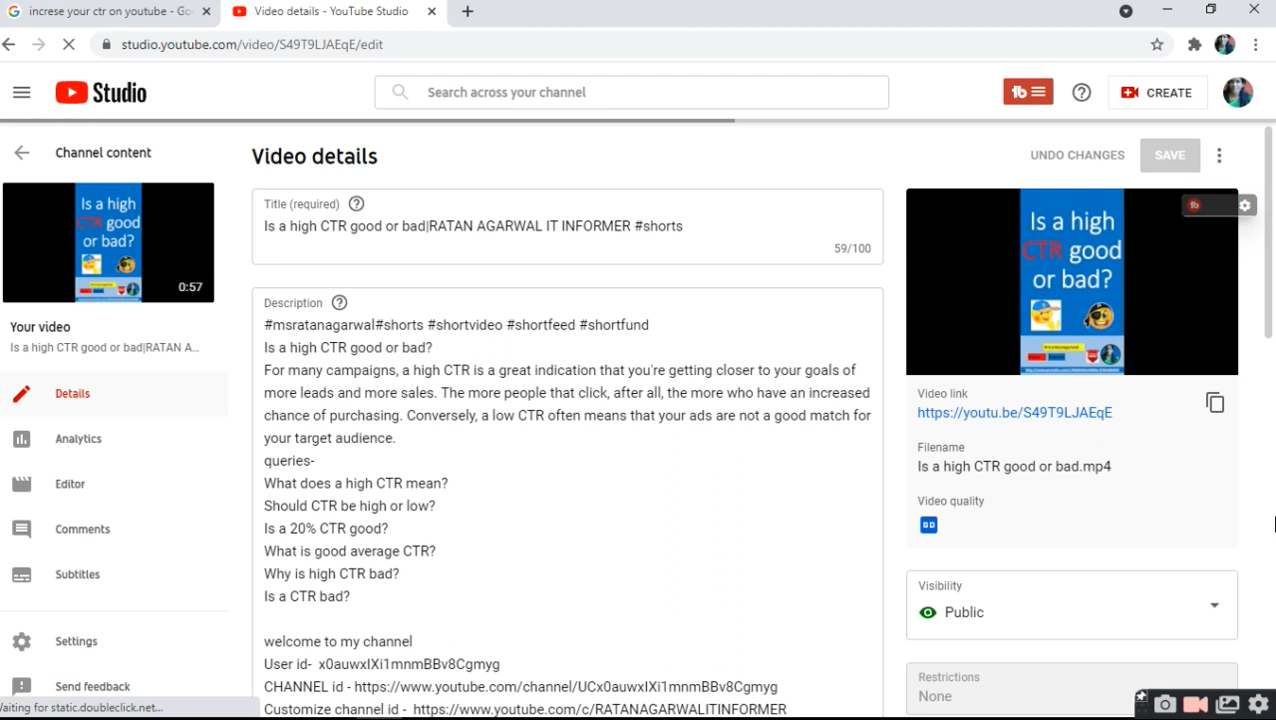 increse your ctr on youtube - Go
Video details - YouTube Studio
studio.youtube.com/video/S49T9LJAEqE/edit
Studio
Search across your channel
CREATE
Channel content
Video details
UNDO CHANGES
SAVE
Is a high
CTR good
or bad?
0:57
Title (required)
Is a high CTR good or bad|RATAN AGARWAL IT INFORMER #shorts
59/100
Is a high
CTR good
or bad?
Your video
Is a high CTR good or bad|RATAN A...
Details
Analytics
Editor
Comments
Subtitles
Settings
Send feedback
Description
#msratanagarwal#shorts #shortvideo #shortfeed #shortfund
Is a high CTR good or bad?
For many campaigns, a high CTR is a great indication that you're getting closer to your goals of
more leads and more sales. The more people that click, after all, the more who have an increased
chance of purchasing. Conversely, a low CTR often means that your ads are not a good match for
your target audience.
queries-
What does a high CTR mean?
Should CTR be high or low?
Is a 20% CTR good?
What is good average CTR?
Why is high CTR bad?
Is a CTR bad?
welcome to my channel
User id- x0auwxIXi1mnmBBv8Cgmyg
CHANNEL id - https://www.youtube.com/channel/UCx0auwxIXi1mnmBBv8Cgmyg
Customize channel id - https://www.youtube.com/c/RATANAGARWALITINFORMER
Video link
https://youtu.be/S49T9LJAEqE
Filename
Is a high CTR good or bad.mp4
Video quality
SD
Visibility
Public
Restrictions
None
Waiting for static.doubleclick.net...